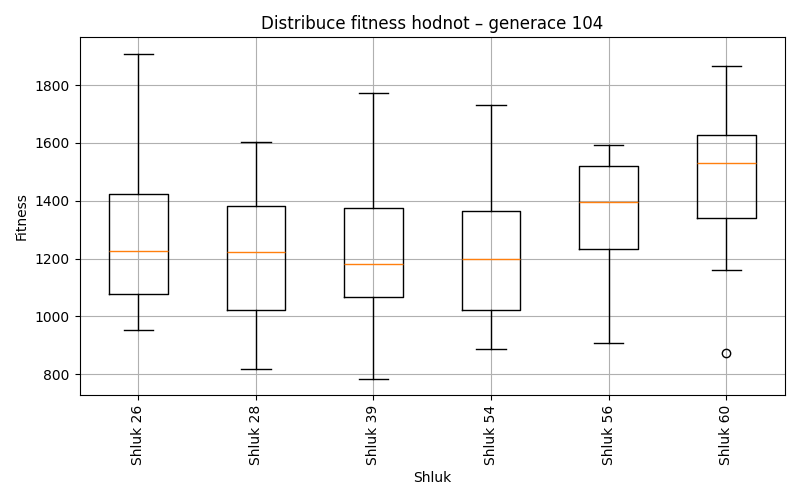 Distribuce fitness hodnot – generace 104
Fitness
1800
1600
1400
1200
1000
800
Shluk 26
Shluk 28
Shluk 39
Shluk 54
Shluk 56
Shluk 60
Shluk